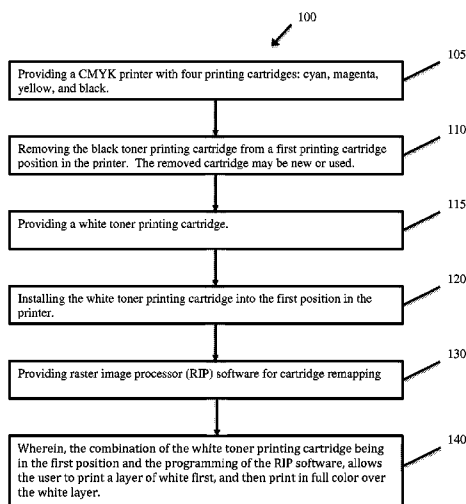 100
105
Providing a CMYK printer with four printing cartridges: cyan, magenta,
yellow, and black.
110
Removing the black toner printing cartridge from a first printing cartridge
position in the printer. The removed cartridge may be new or used.
115
Providing a white toner printing cartridge.
120
Installing the white toner printing cartridge into the first position in the
printer.
130
Providing raster image processor (RIP) software for cartridge remapping
140
Wherein, the combination of the white toner printing cartridge being
in the first position and the programming of the RIP software, allows
the user to print a layer of white first, and then print in full color over
the white layer.